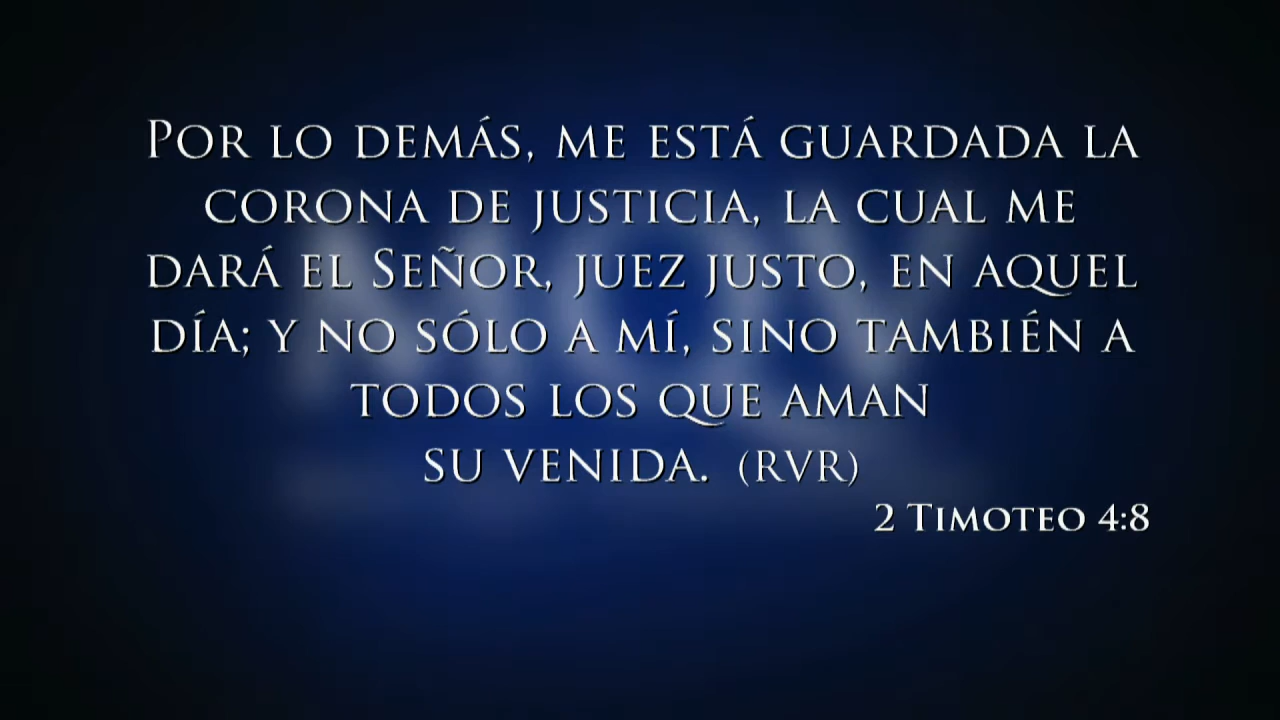 Por lo demás, me está guardada la
corona de justicia, la cual me
dará el Señor, juez justo, en aquel
día; y no sólo a mí, sino también a
todos los que aman
su venida. (RVR)
2 Timoteo 4:8